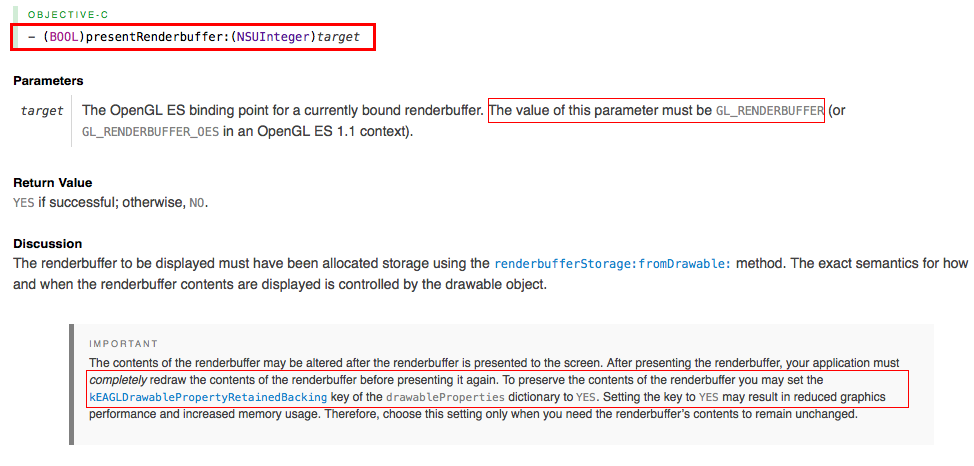 OBJECTIVE-C
- (BOOL)presentRenderbuffer:(NSUInteger)target
Parameters
target The OpenGL ES binding point for a currently bound renderbuffer. The value of this parameter must be GL_RENDERBUFFER (or
GL_RENDERBUFFER_OES in an OpenGL ES 1.1 context).
Return Value
YES if successful; otherwise, NO.
Discussion
The renderbuffer to be displayed must have been allocated storage using the renderbufferStorage:fromDrawable: method. The exact semantics for how
and when the renderbuffer contents are displayed is controlled by the drawable object.
IMPORTANT
The contents of the renderbuffer may be altered after the renderbuffer is presented to the screen. After presenting the renderbuffer, your application must
completely redraw the contents of the renderbuffer before presenting it again. To preserve the contents of the renderbuffer you may set the
kEAGLDrawablePropertyRetainedBacking key of the drawableProperties dictionary to YES. Setting the key to YES may result in reduced graphics
performance and increased memory usage. Therefore, choose this setting only when you need the renderbuffer's contents to remain unchanged.